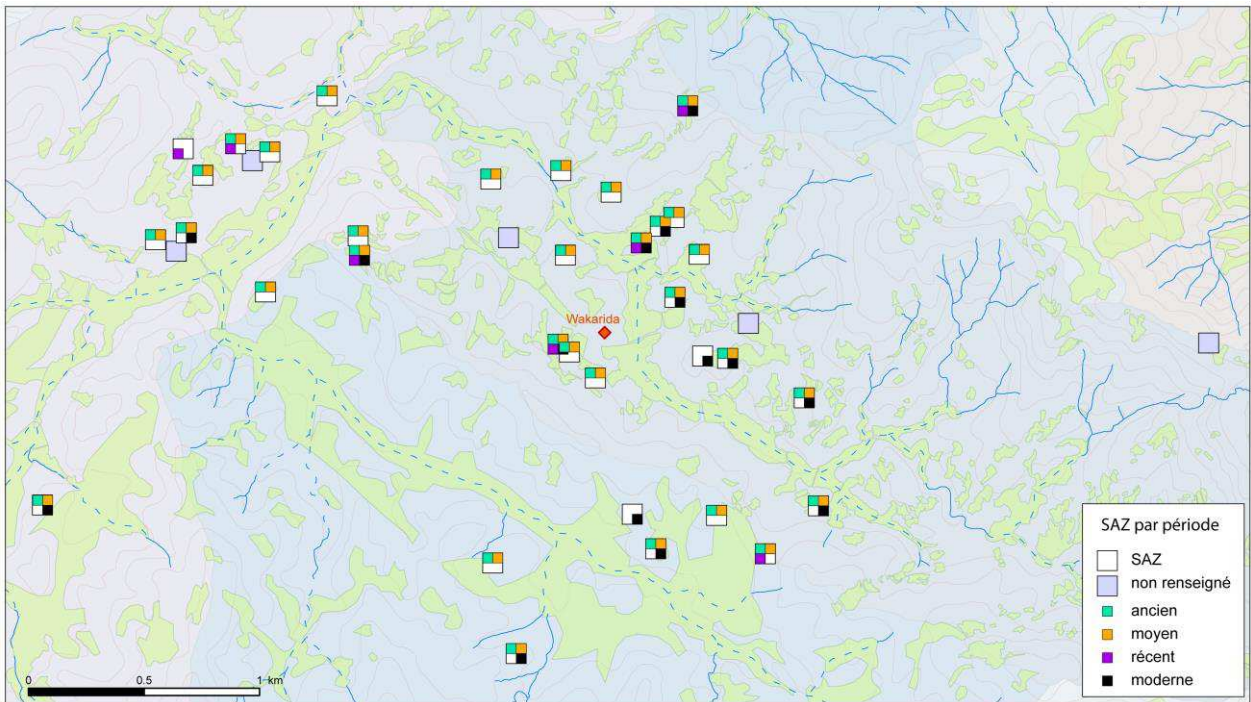 Wakarida
SAZ par période
SAZ
non renseigné
ancien
moyen
récent
moderne
0 0.5 1 km